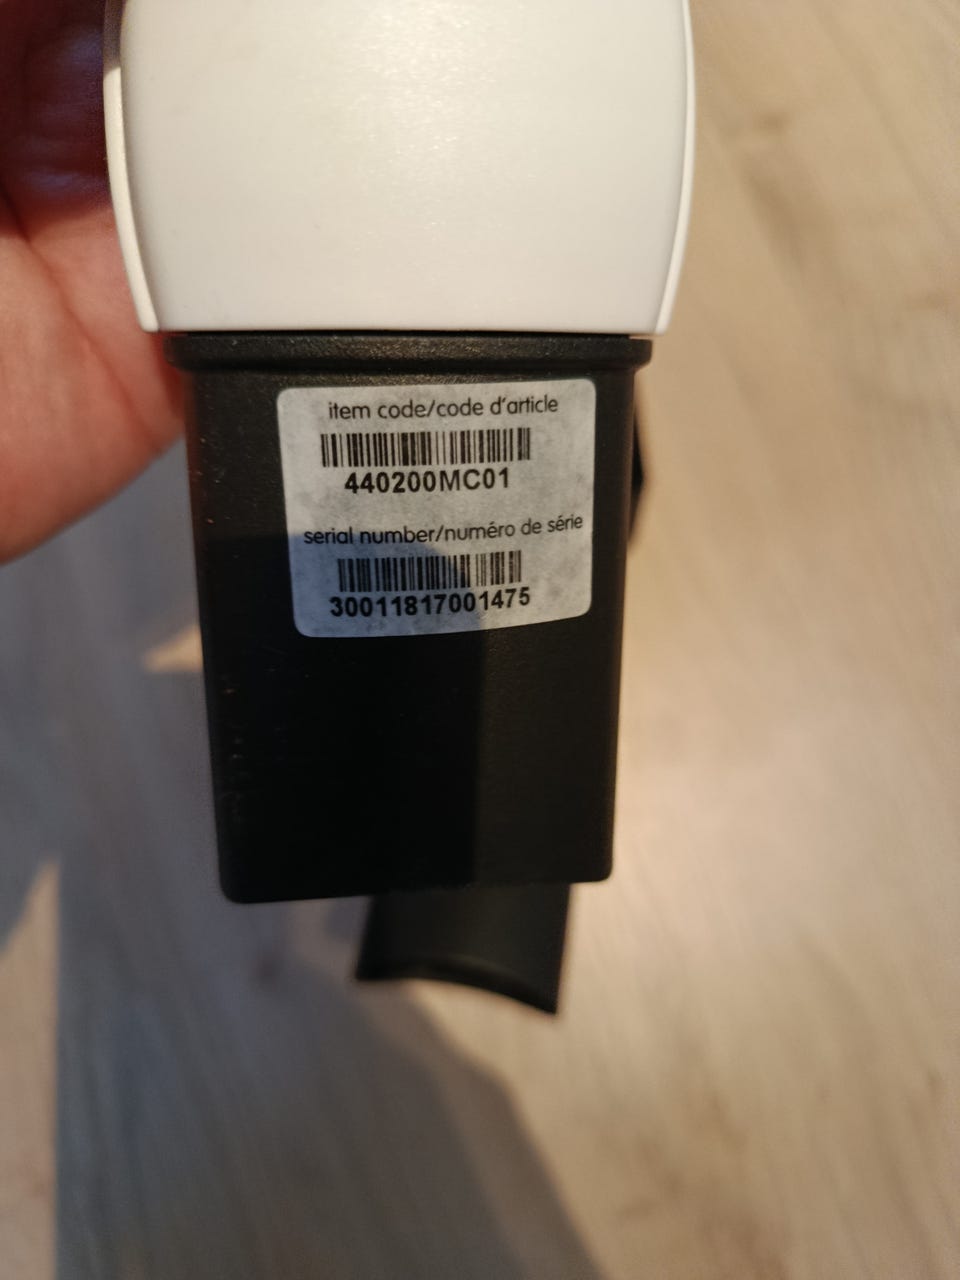 item code/code d'article
440200MC01
serial number/numéro de série
30011817001475